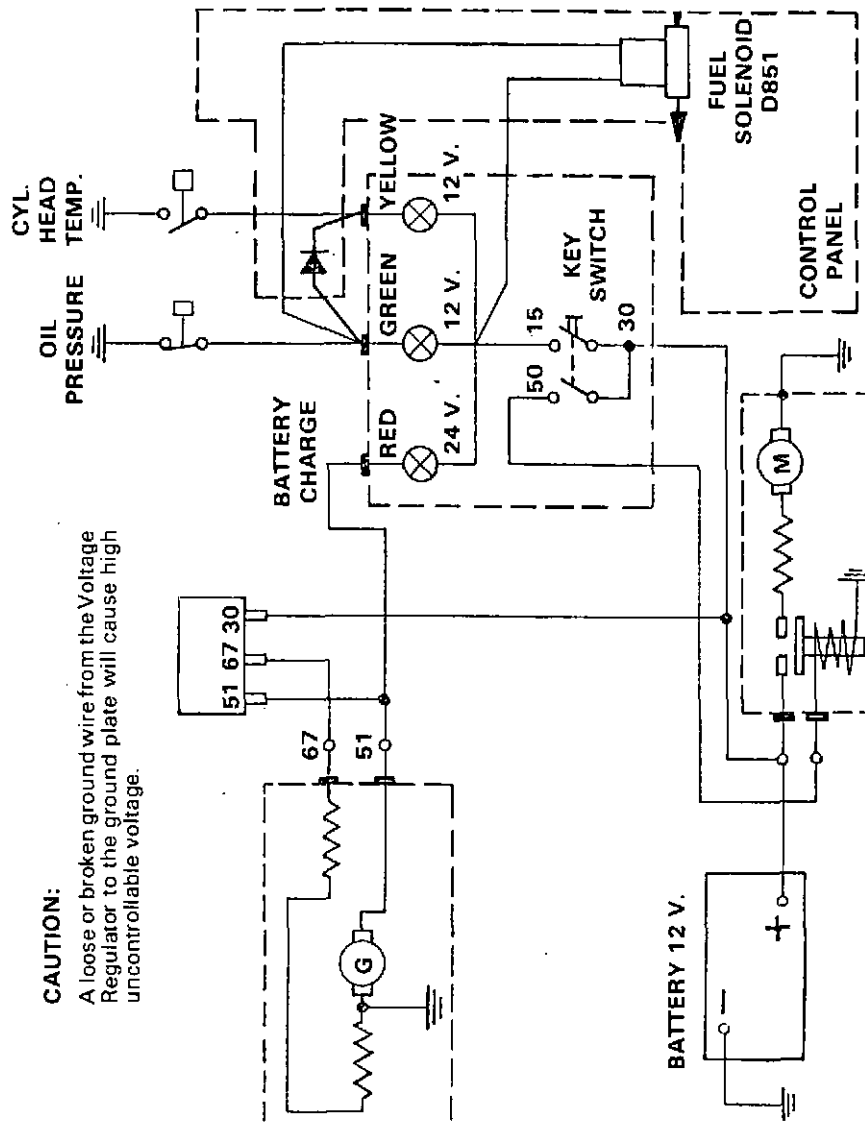 CYL.
HEAD
TEMP.
OIL
PRESSURE
YELLOW
12 V.
GREEN
12 V.
BATTERY
CHARGE
RED
24 V.
FUEL
SOLENOID
D851
KEY
SWITCH
15
50
30
CONTROL
PANEL
51 67 30
67
51
CAUTION:
A loose or broken ground wire from the Voltage
Regulator to the ground plate will cause high
uncontrollable voltage.
G
M
BATTERY 12 V.
+
—